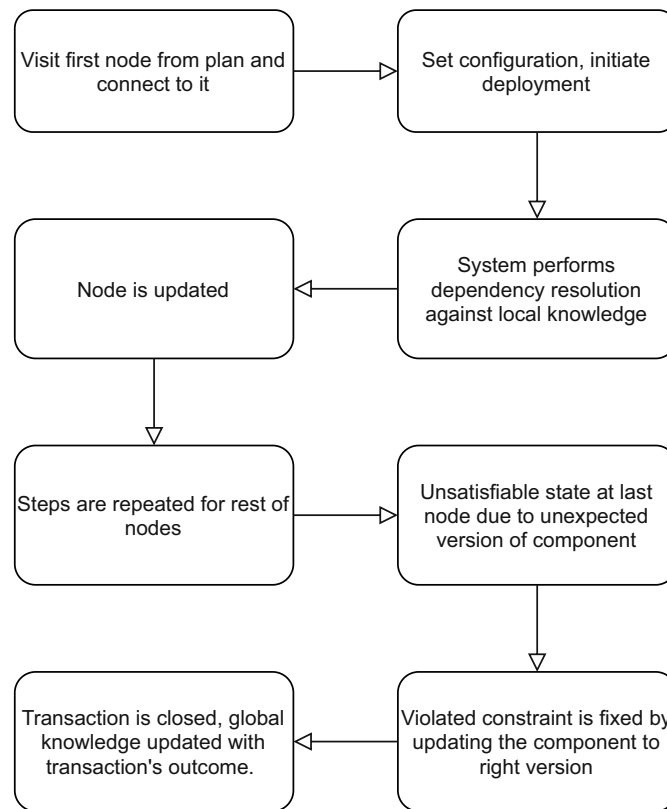 Visit first node from plan and
connect to it
Set configuration, initiate
deployment
System performs
dependency resolution
against local knowledge
Node is updated
Steps are repeated for rest of
nodes
Unsatisfiable state at last
node due to unexpected
version of component
Violated constraint is fixed by
updating the component to
right version
Transaction is closed, global
knowledge updated with
transaction's outcome.